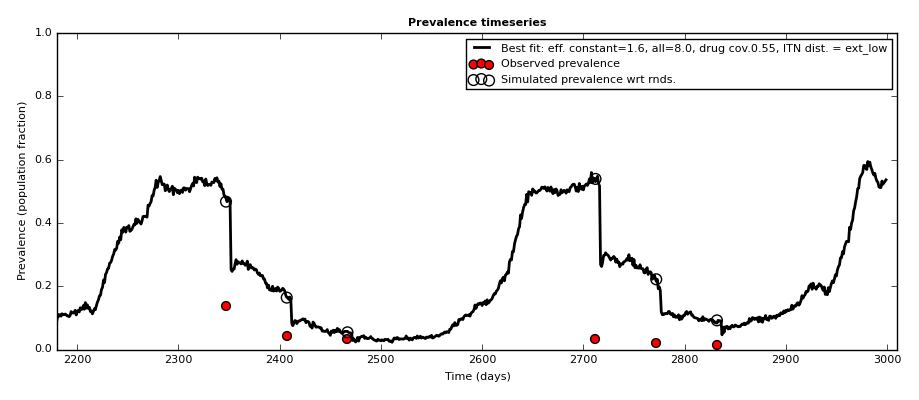 Prevalence timeseries
Prevalence (population fraction)
1.0
0.8
0.6
0.4
0.2
0.0
Best fit: eff. constant=1.6, all=8.0, drug cov.0.55, ITN dist. = ext_low
Observed prevalence
Simulated prevalence wrt rnds.
2200 2300 2400 2500 2600 2700 2800 2900 3000
Time (days)